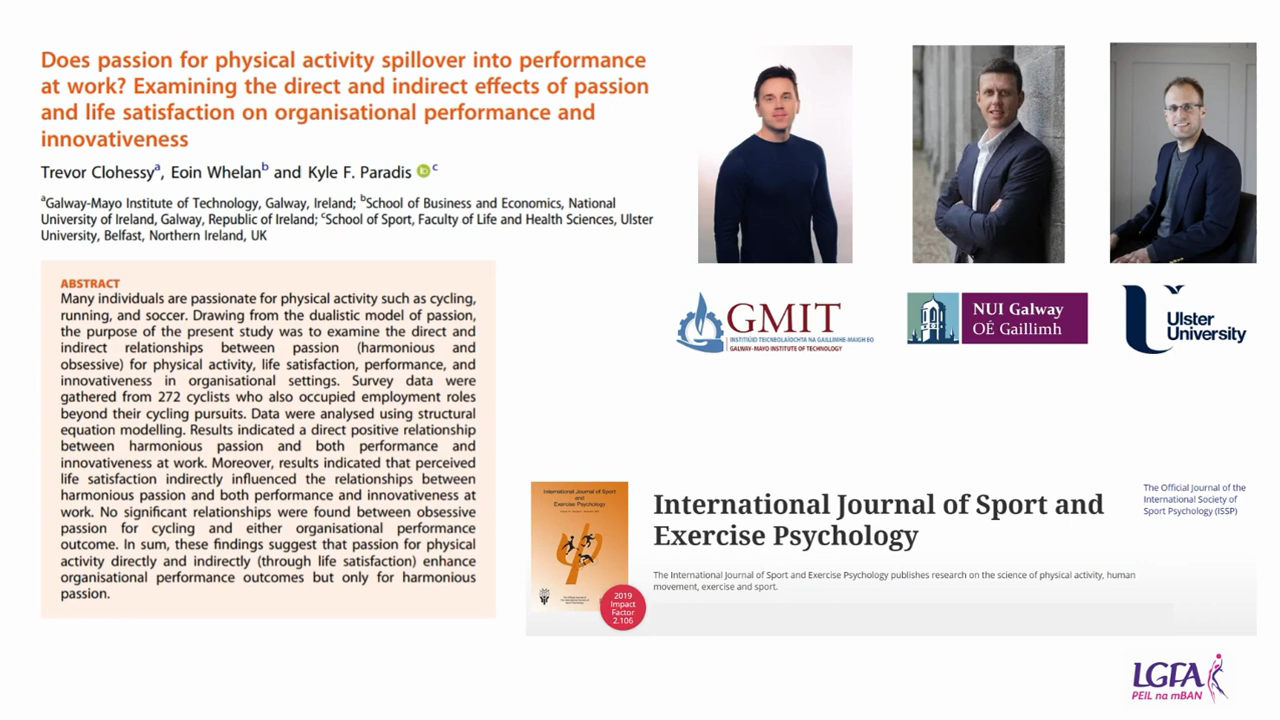 Does passion for physical activity spillover into performance
at work? Examining the direct and indirect effects of passion
and life satisfaction on organisational performance and
innovativeness
Trevor Clohessyᵃ, Eoin Whelanᵇ and Kyle F. Paradis iD ᶜ
ᵃGalway-Mayo Institute of Technology, Galway, Ireland; ᵇSchool of Business and Economics, National
University of Ireland, Galway, Republic of Ireland; ᶜSchool of Sport, Faculty of Life and Health Sciences, Ulster
University, Belfast, Northern Ireland, UK
ABSTRACT
Many individuals are passionate for physical activity such as cycling,
running, and soccer. Drawing from the dualistic model of passion,
the purpose of the present study was to examine the direct and
indirect relationships between passion (harmonious and
obsessive) for physical activity, life satisfaction, performance, and
innovativeness in organisational settings. Survey data were
gathered from 272 cyclists who also occupied employment roles
beyond their cycling pursuits. Data were analysed using structural
equation modelling. Results indicated a direct positive relationship
between harmonious passion and both performance and
innovativeness at work. Moreover, results indicated that perceived
life satisfaction indirectly influenced the relationships between
harmonious passion and both performance and innovativeness at
work. No significant relationships were found between obsessive
passion for cycling and either organisational performance
outcome. In sum, these findings suggest that passion for physical
activity directly and indirectly (through life satisfaction) enhance
organisational performance outcomes but only for harmonious
passion.
GMIT
INSTITIÚID TEICNEOLAÍOCHTA NA GAILLIMHE-MAIGH EO
GALWAY-MAYO INSTITUTE OF TECHNOLOGY
NUI Galway
OÉ Gaillimh
Ulster
University
International Journal of Sport
and
Exercise Psychology
2019
Impact
Factor
2.106
International Journal of Sport and
Exercise Psychology
The International Journal of Sport and Exercise Psychology publishes research on the science of physical activity, human
movement, exercise and sport.
The Official Journal of the
International Society of
Sport Psychology (ISSP)
LGFA
PEIL na mBAN